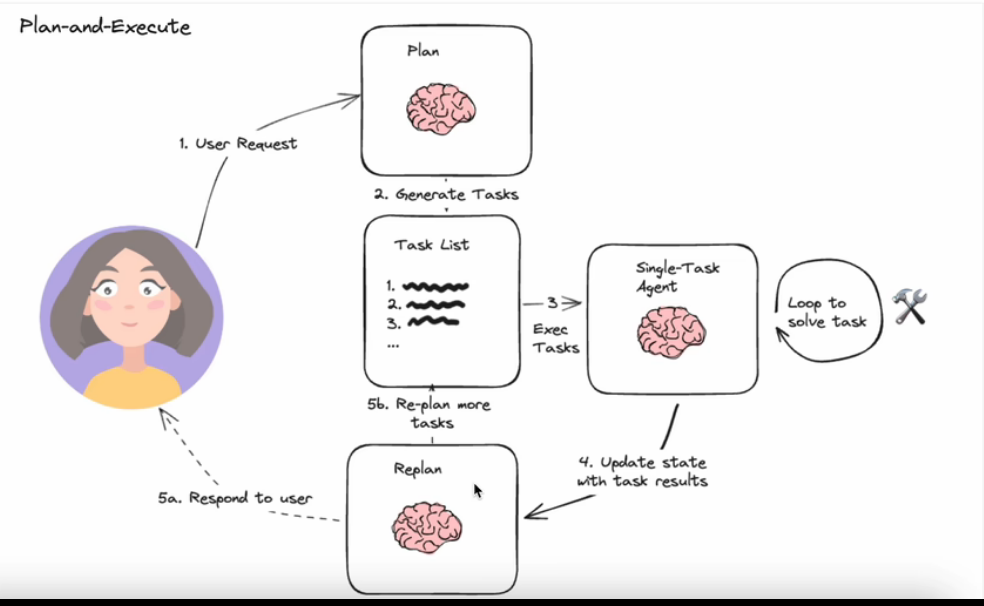 Plan-and-Execute
Plan
1. User Request
2. Generate Tasks
Task List
1.
2.
3.
...
3
Exec
Tasks
Single-Task
Agent
Loop to
solve task
5b. Re-plan more
tasks
Replan
4. Update state
with task results
5a. Respond to user